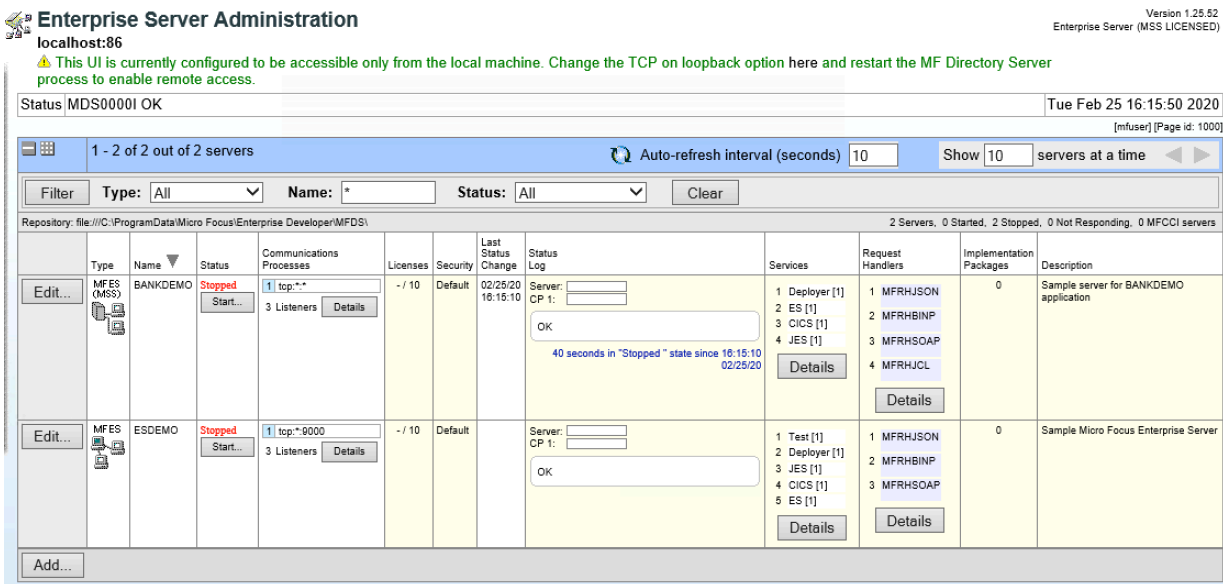 Enterprise Server Administration
Version 1.25.52
Enterprise Server (MSS LICENSED)
localhost:86
This UI is currently configured to be accessible only from the local machine. Change the TCP on loopback option here and restart the MF Directory Server
process to enable remote access.
Status MDS0000I OK Tue Feb 25 16:15:50 2020
[mfuser] [Page id: 1000]
1 - 2 of 2 out of 2 servers Auto-refresh interval (seconds) 10 Show 10 servers at a time
Filter Type: All Name: * Status: All Clear
Repository: file:///C:\ProgramData\Micro Focus\Enterprise Developer\MFDS\ 2 Servers, 0 Started, 2 Stopped, 0 Not Responding, 0 MFCCI servers
Type Name Status Communications Processes Licenses Security Last Status Change Status Log Services Request Handlers Implementation Packages Description
Edit...
MFES
(MSS)
BANKDEMO
Stopped
Start...
1 tcp:*:*
3 Listeners Details
- / 10
Default
02/25/20
16:15:10
Server:
CP 1:
OK
40 seconds in "Stopped " state since 16:15:10
02/25/20
1 Deployer [1]
2 ES [1]
3 CICS [1]
4 JES [1]
Details
1 MFRHJSON
2 MFRHBINP
3 MFRHSOAP
4 MFRHJCL
Details
0
Sample server for BANKDEMO
application
Edit...
MFES
ESDEMO
Stopped
Start...
1 tcp:*:9000
3 Listeners Details
- / 10
Default
Server:
CP 1:
OK
1 Test [1]
2 Deployer [1]
3 JES [1]
4 CICS [1]
5 ES [1]
Details
1 MFRHJSON
2 MFRHBINP
3 MFRHSOAP
Details
0
Sample Micro Focus Enterprise Server
Add...